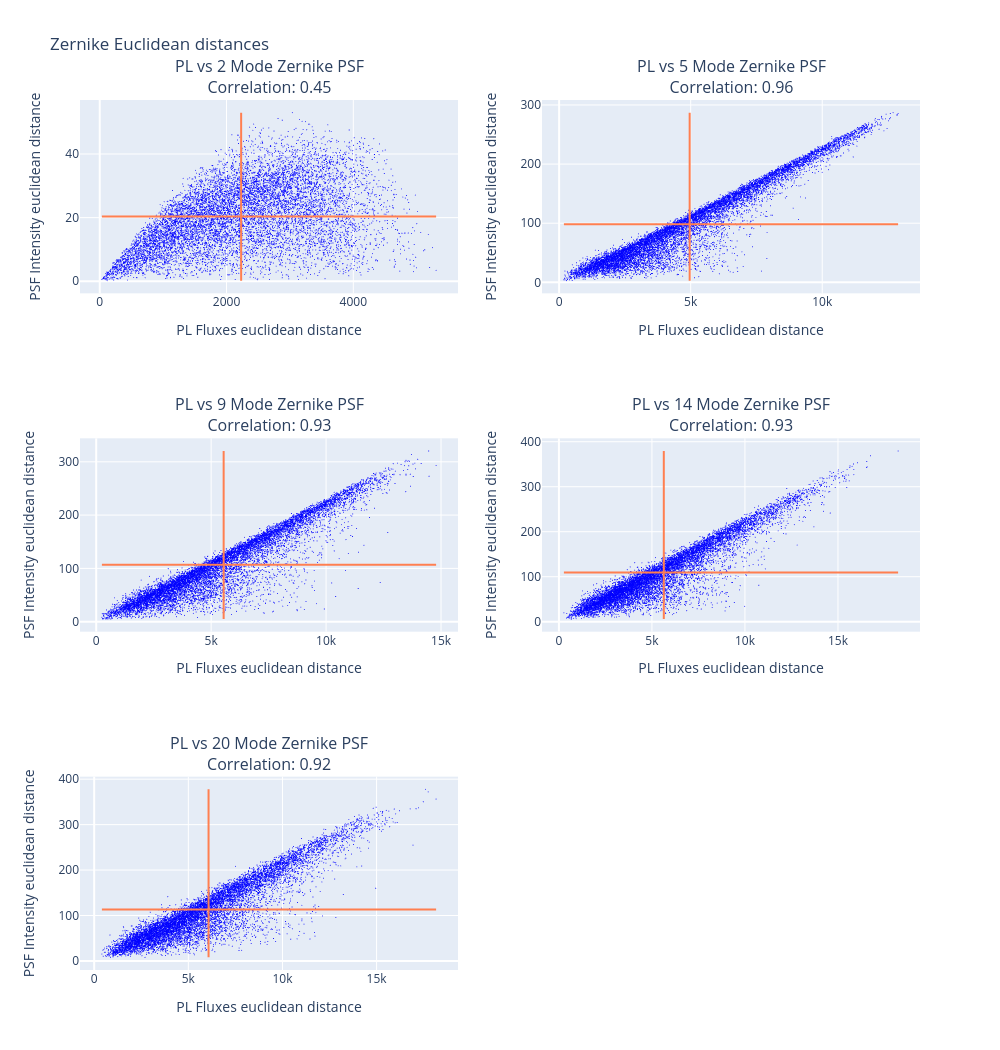 Zernike Euclidean distances
PL vs 2 Mode Zernike PSF
Correlation: 0.45
PSF Intensity euclidean distance
40
20
0
0
2000
4000
PL Fluxes euclidean distance
PL vs 5 Mode Zernike PSF
Correlation: 0.96
PSF Intensity euclidean distance
300
200
100
0
0
5k
10k
PL Fluxes euclidean distance
PL vs 9 Mode Zernike PSF
Correlation: 0.93
PSF Intensity euclidean distance
300
200
100
0
0
5k
10k
15k
PL Fluxes euclidean distance
PL vs 14 Mode Zernike PSF
Correlation: 0.93
PSF Intensity euclidean distance
400
300
200
100
0
0
5k
10k
15k
PL Fluxes euclidean distance
PL vs 20 Mode Zernike PSF
Correlation: 0.92
PSF Intensity euclidean distance
400
300
200
100
0
0
5k
10k
15k
PL Fluxes euclidean distance